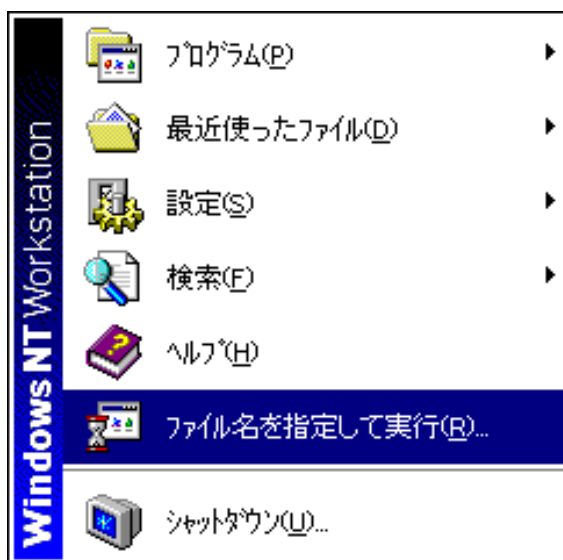 Windows NT Workstation
ﾌﾟﾛｸﾞﾗﾑ(P)
最近使ったﾌｧｲﾙ(D)
設定(S)
検索(F)
ﾍﾙﾌﾟ(H)
ﾌｧｲﾙ名を指定して実行(R)...
ｼｬｯﾄﾀﾞｳﾝ(U)...